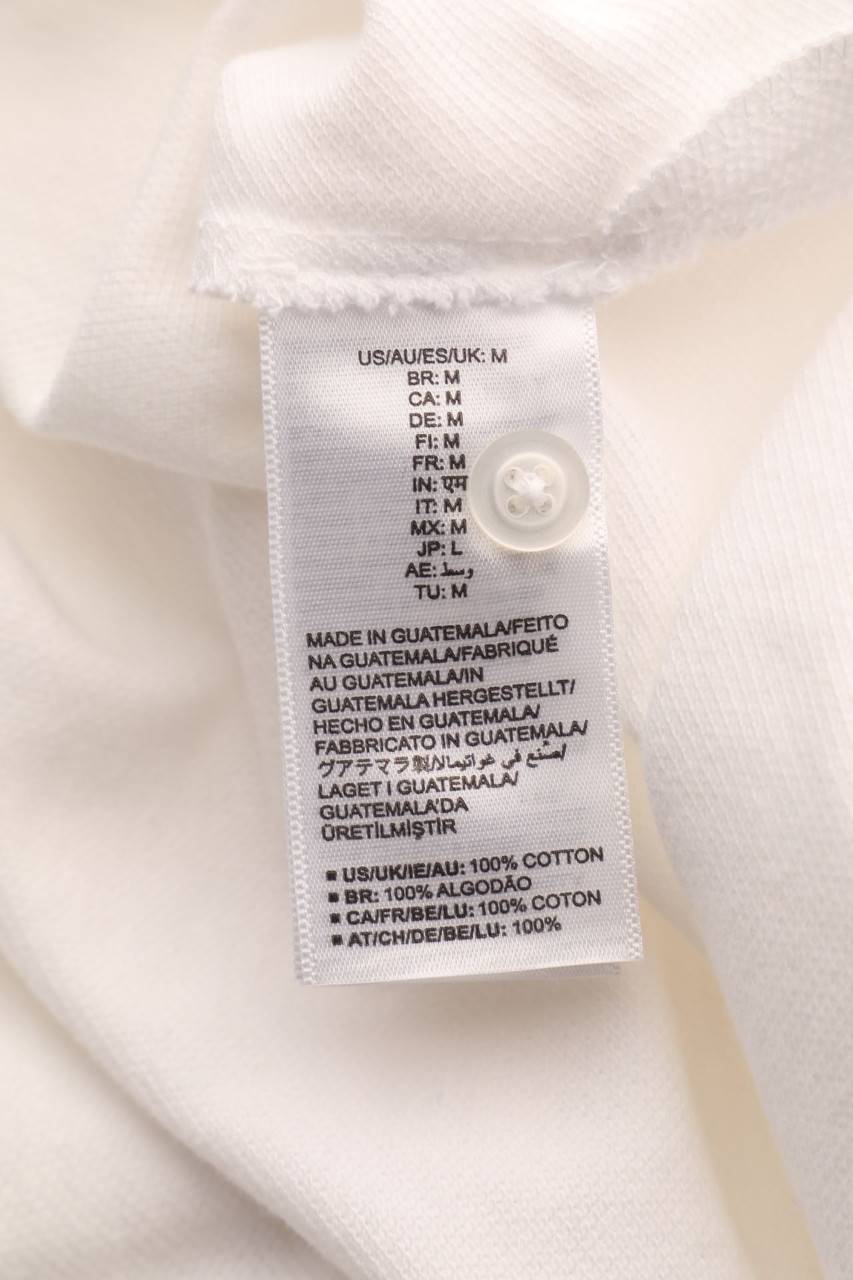 US/AU/ES/UK: M
BR: M
CA: M
DE: M
FI: M
FR: M
IN: एम
IT: M
MX: M
JP: L
AE: وسط
TU: M
MADE IN GUATEMALA/FEITO
NA GUATEMALA/FABRIQUÉ
AU GUATEMALA/IN
GUATEMALA HERGESTELLT/
HECHO EN GUATEMALA/
FABBRICATO IN GUATEMALA/
グアテマラ製/صنع في غواتيمالا/
LAGET I GUATEMALA/
GUATEMALA'DA
ÜRETİLMİŞTİR
▪ US/UK/IE/AU: 100% COTTON
▪ BR: 100% ALGODÃO
▪ CA/FR/BE/LU: 100% COTON
▪ AT/CH/DE/BE/LU: 100%